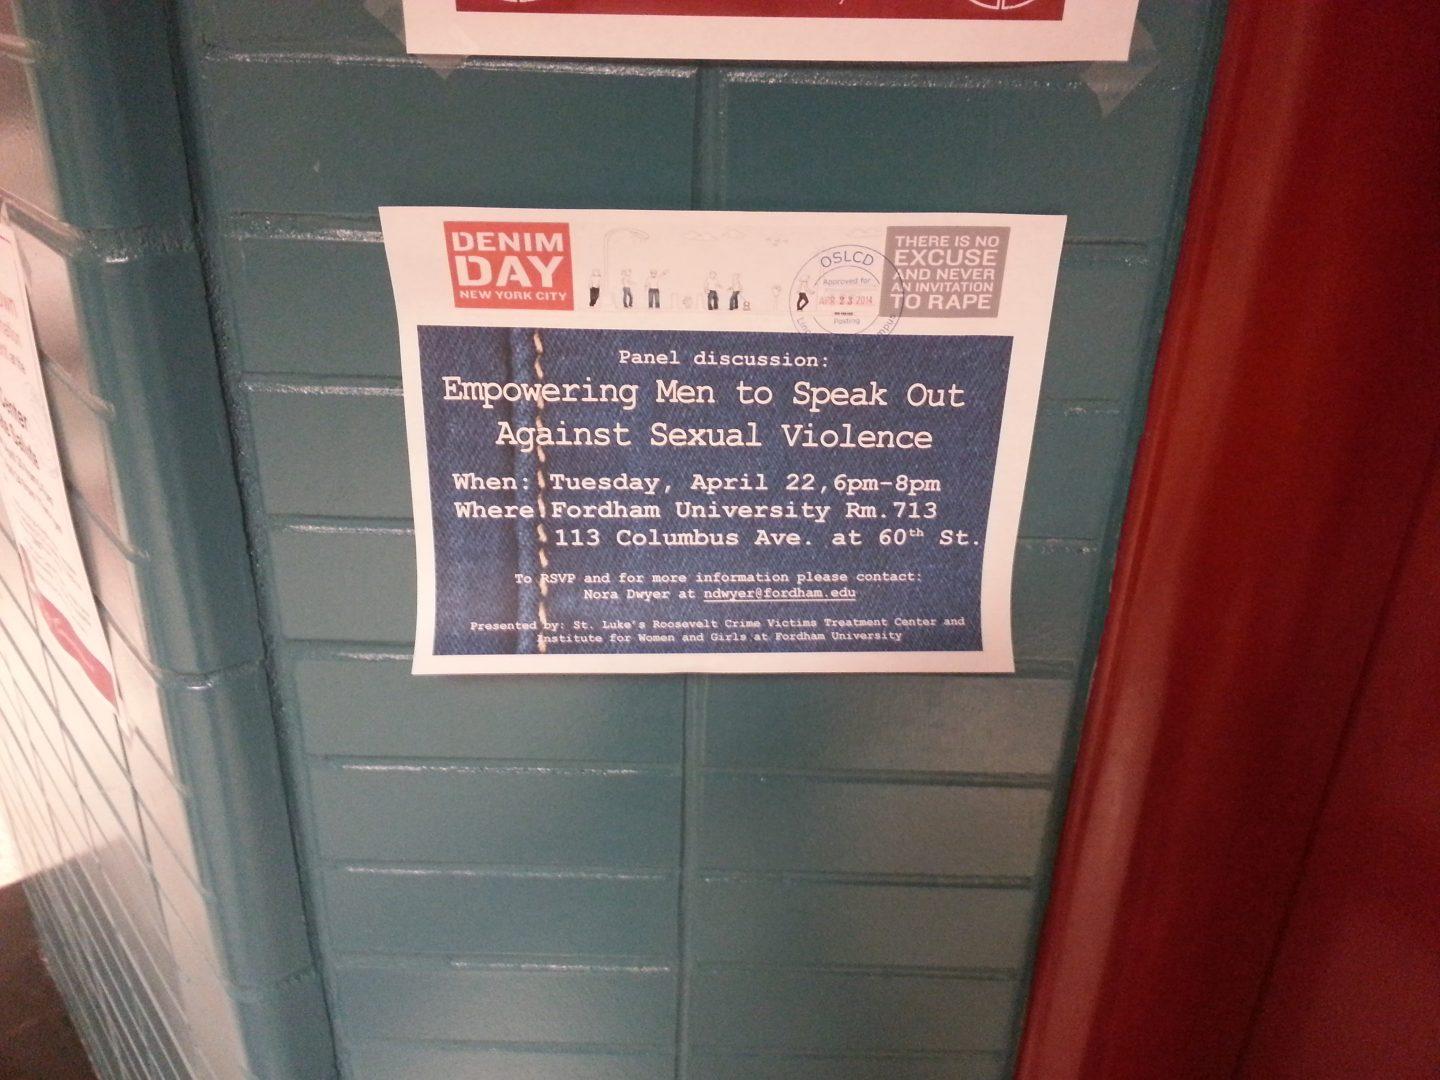 DENIM
DAY
NEW YORK CITY
OSLCD
Approved for
APR 23 2014
Posting
THERE IS NO
EXCUSE
AND NEVER
AN INVITATION
TO RAPE
Panel discussion:
Empowering Men to Speak Out
Against Sexual Violence
When: Tuesday, April 22,6pm-8pm
Where Fordham University Rm.713
113 Columbus Ave. at 60th St.
To RSVP and for more information please contact:
Nora Dwyer at ndwyer@fordham.edu
Presented by: St. Luke's Roosevelt Crime Victims Treatment Center and
Institute for Women and Girls at Fordham University